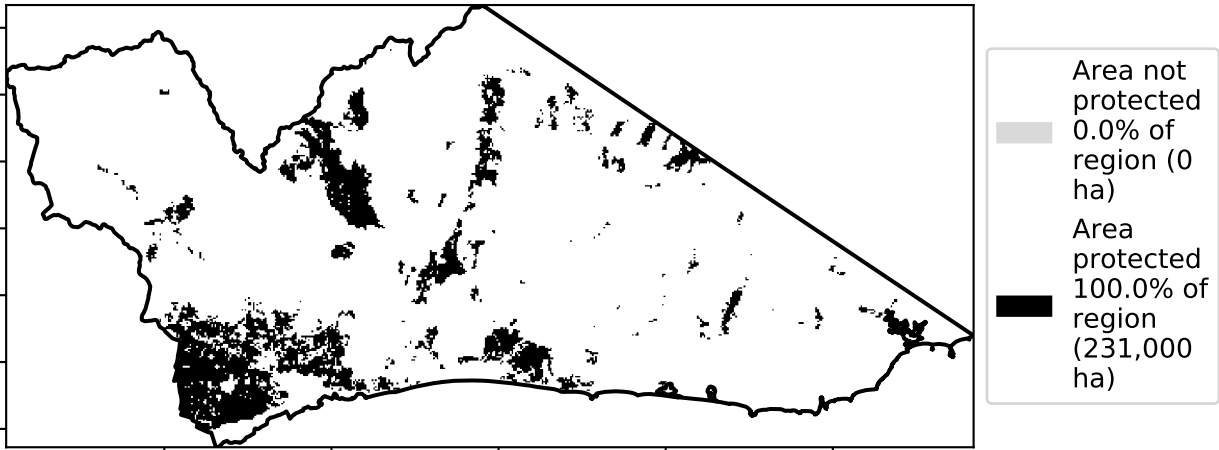 Area not
protected
0.0% of
region (0
ha)
Area
protected
100.0% of
region
(231,000
ha)